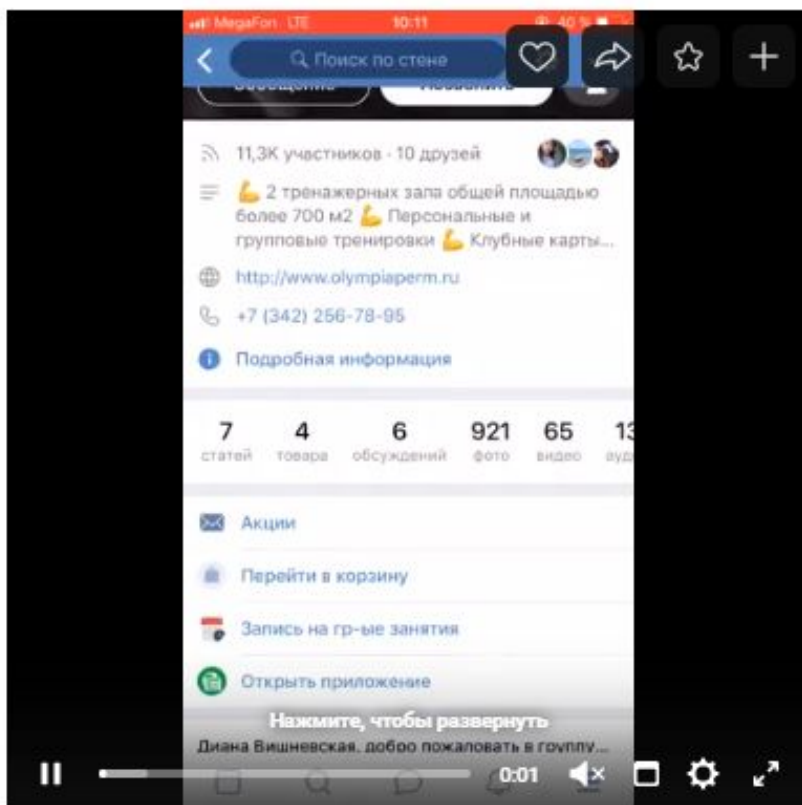 MegaFon LTE 10:11 40 %
Поиск по стене
11,3K участников · 10 друзей
💪 2 тренажерных зала общей площадью
более 700 м2 💪 Персональные и
групповые тренировки 💪 Клубные карты...
http://www.olympiaperm.ru
+7 (342) 256-78-95
Подробная информация
7 4 6 921 65 13
статей товара обсуждений фото видео ауд
Акции
Перейти в корзину
Запись на гр-ые занятия
Открыть приложение
Нажмите, чтобы развернуть
Диана Вишневская, добро пожаловать в группу...
0:01